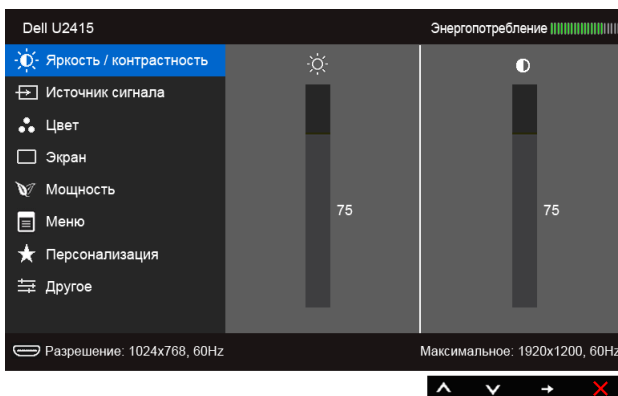 Dell U2415
Энергопотребление
Яркость / контрастность
Источник сигнала
Цвет
Экран
Мощность
75
75
Меню
Персонализация
Другое
Разрешение: 1024x768, 60Hz
Максимальное: 1920x1200, 60Hz